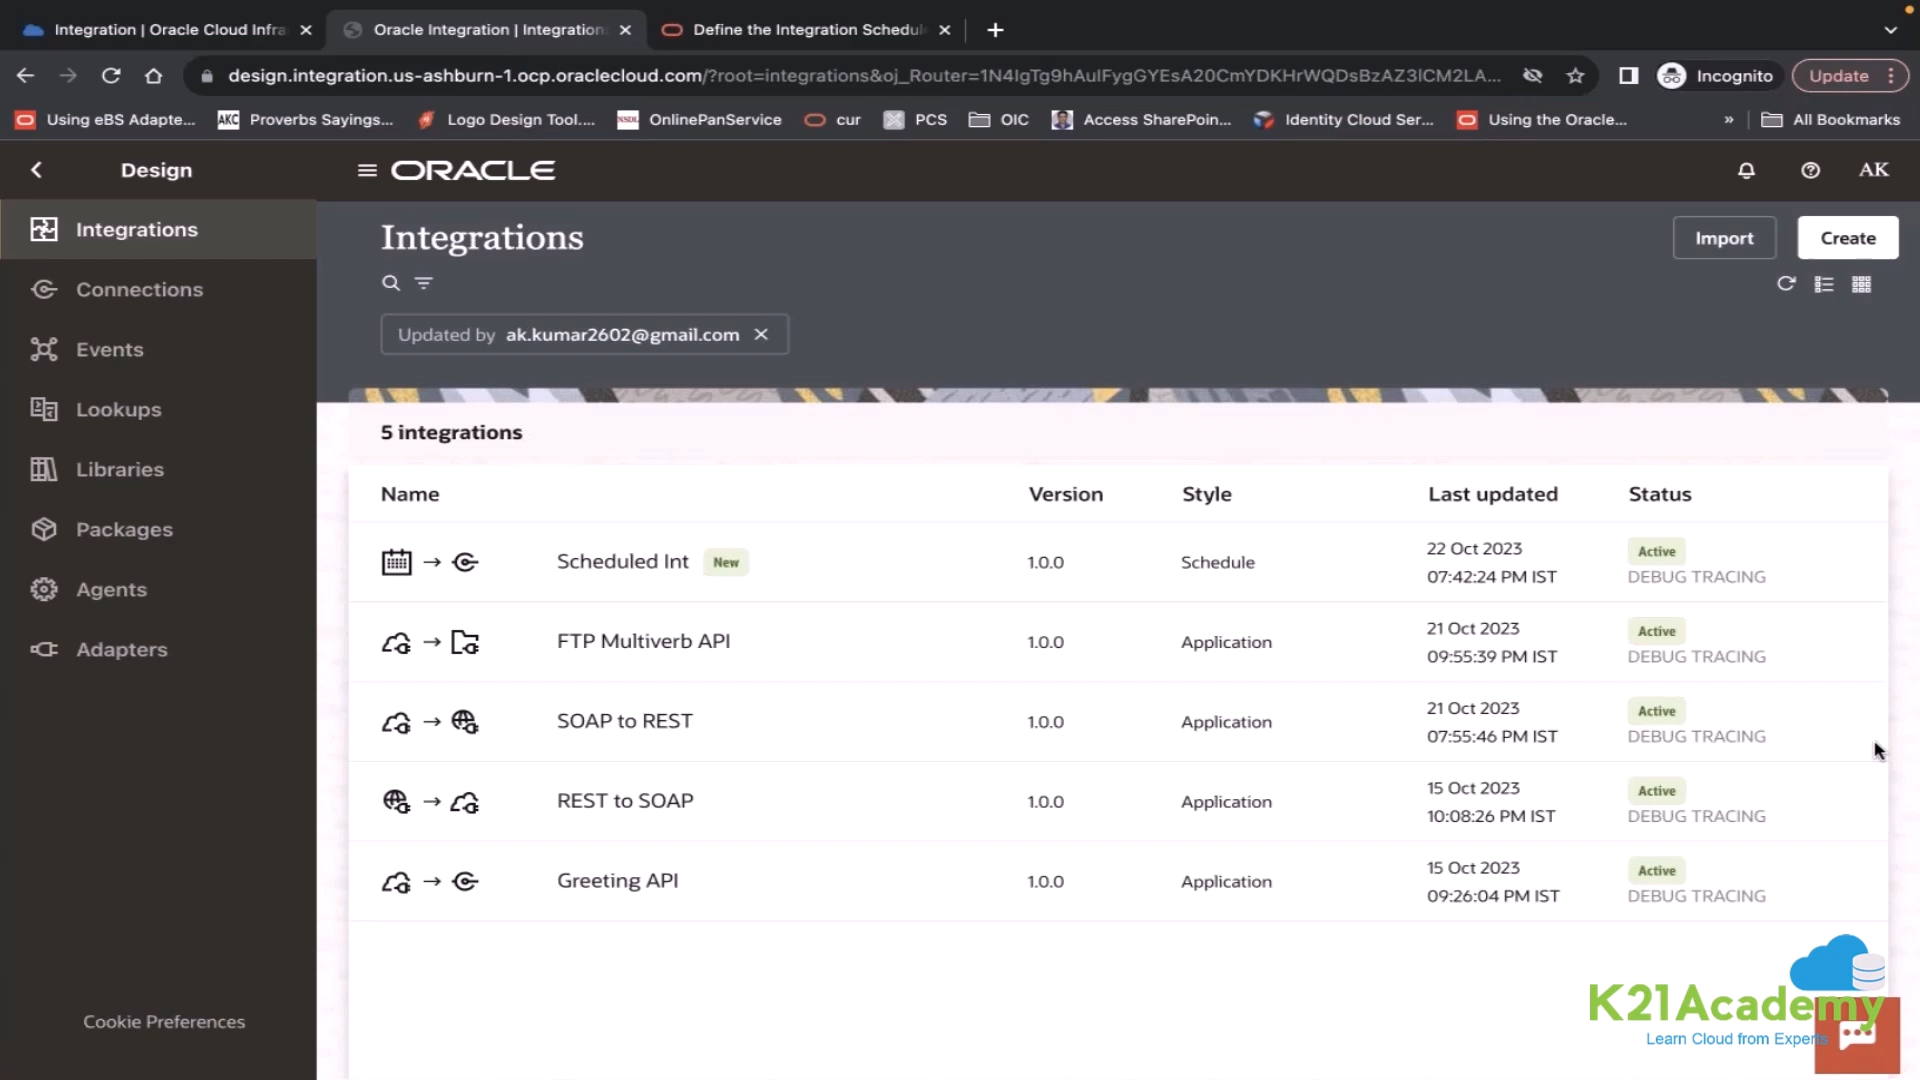 Integration | Oracle Cloud Infra
Oracle Integration | Integration
Define the Integration Schedul
design.integration.us-ashburn-1.ocp.oraclecloud.com/?root=integrations&oj_Router=1N4IgTg9hAuIFygGYEsA20CmYDKHrWQDsBzAZ3ICM2LA...
Incognito
Update
Using eBS Adapte...
AKC
Proverbs Sayings...
Logo Design Tool....
NSDL
OnlinePanService
cur
PCS
OIC
Access SharePoin...
Identity Cloud Ser...
Using the Oracle...
»
All Bookmarks
Design
ORACLE
AK
Integrations
Connections
Events
Lookups
Libraries
Packages
Agents
Adapters
Cookie Preferences
Integrations
Import
Create
Updated by ak.kumar2602@gmail.com
5 integrations
Name Version Style Last updated Status
Scheduled Int New 1.0.0 Schedule 22 Oct 2023 Active
07:42:24 PM IST DEBUG TRACING
FTP Multiverb API 1.0.0 Application 21 Oct 2023 Active
09:55:39 PM IST DEBUG TRACING
SOAP to REST 1.0.0 Application 21 Oct 2023 Active
07:55:46 PM IST DEBUG TRACING
REST to SOAP 1.0.0 Application 15 Oct 2023 Active
10:08:26 PM IST DEBUG TRACING
Greeting API 1.0.0 Application 15 Oct 2023 Active
09:26:04 PM IST DEBUG TRACING
K21Academy
Learn Cloud from Experts